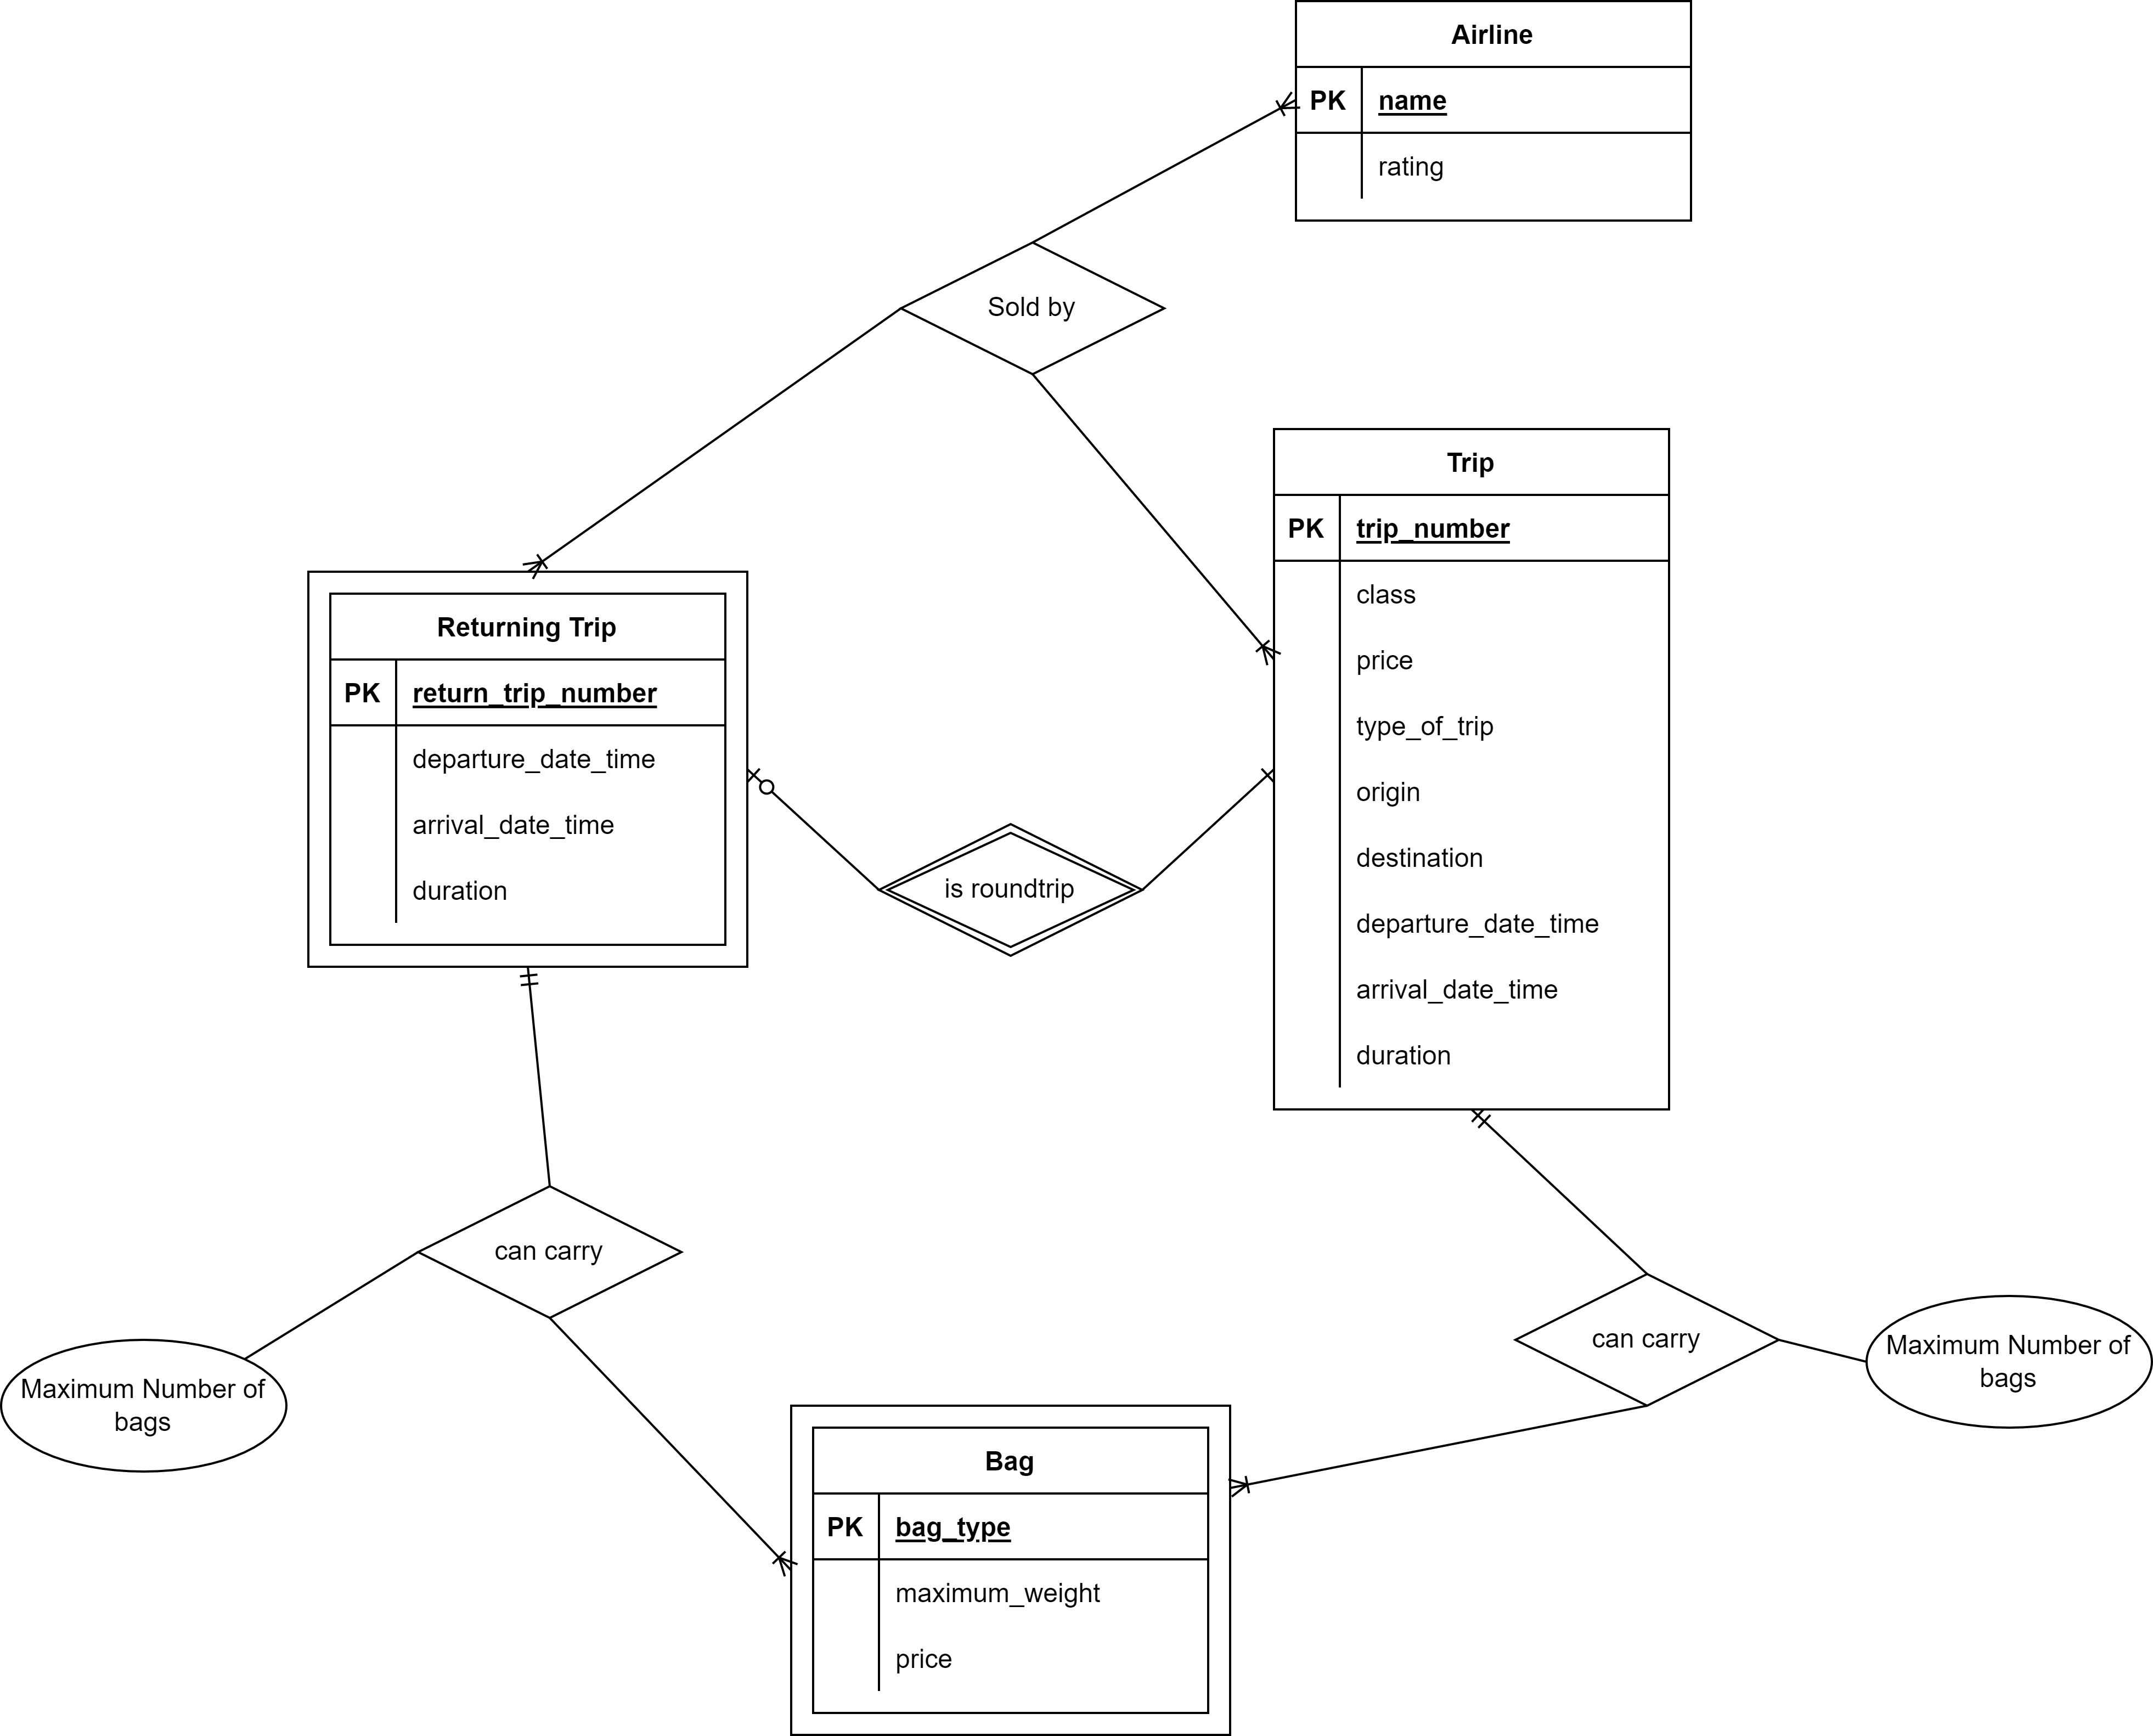 Airline
PK name
rating
Sold by
Trip
PK trip_number
class
price
type_of_trip
origin
destination
departure_date_time
arrival_date_time
duration
Returning Trip
PK return_trip_number
departure_date_time
arrival_date_time
duration
is roundtrip
can carry
Maximum Number of
bags
can carry
Maximum Number of
bags
Bag
PK bag_type
maximum_weight
price